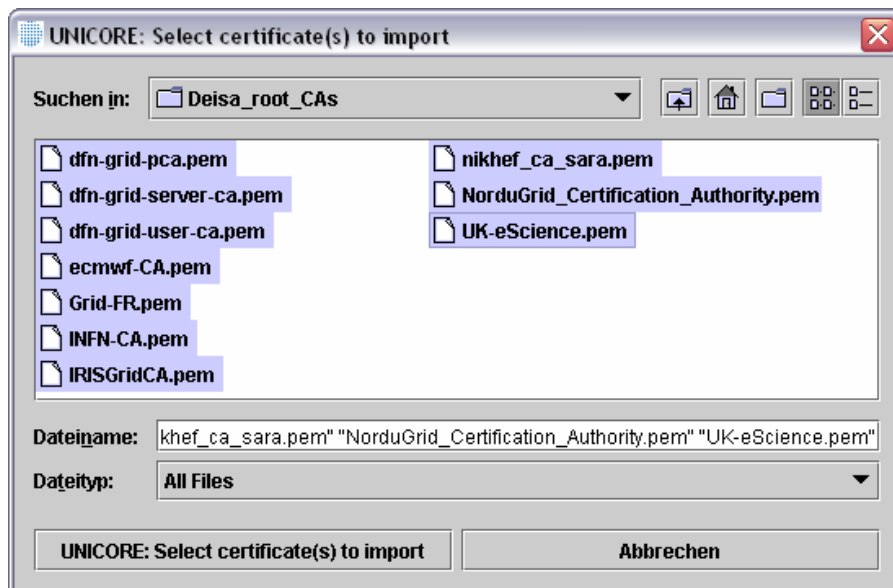 UNICORE: Select certificate(s) to import
Suchen in: Deisa_root_CAs
dfn-grid-pca.pem
dfn-grid-server-ca.pem
dfn-grid-user-ca.pem
ecmwf-CA.pem
Grid-FR.pem
INFN-CA.pem
IRISGridCA.pem
nikhef_ca_sara.pem
NorduGrid_Certification_Authority.pem
UK-eScience.pem
Dateiname: khef_ca_sara.pem" "NorduGrid_Certification_Authority.pem" "UK-eScience.pem"
Dateityp: All Files
UNICORE: Select certificate(s) to import Abbrechen